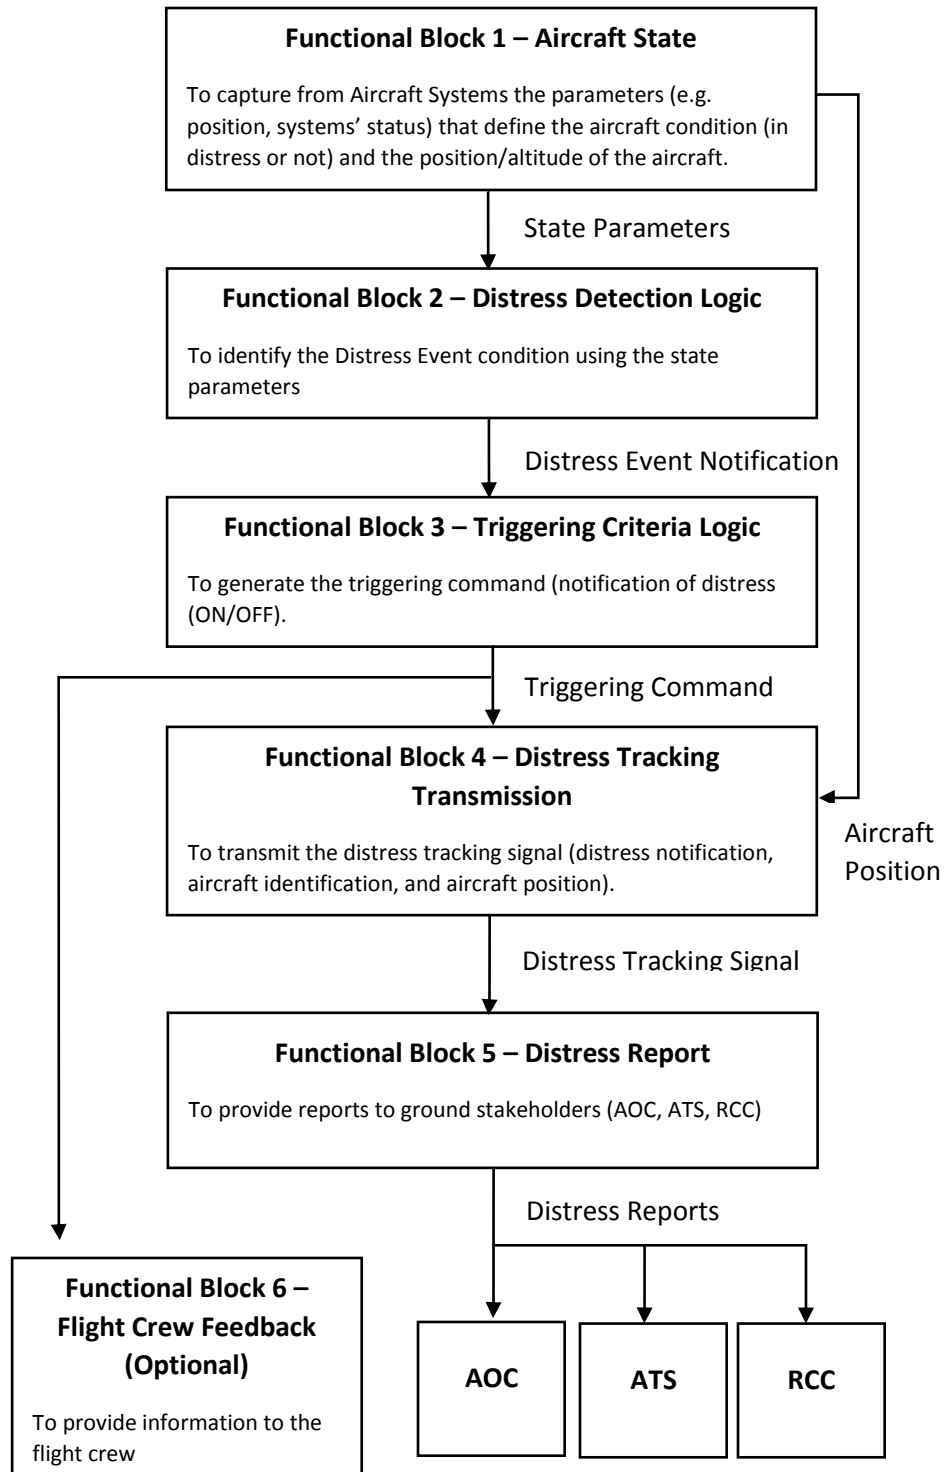 Functional Block 1 – Aircraft State
To capture from Aircraft Systems the parameters (e.g.
position, systems’ status) that define the aircraft condition (in
distress or not) and the position/altitude of the aircraft.
State Parameters
Functional Block 2 – Distress Detection Logic
To identify the Distress Event condition using the state
parameters
Distress Event Notification
Functional Block 3 – Triggering Criteria Logic
To generate the triggering command (notification of distress
(ON/OFF).
Triggering Command
Functional Block 4 – Distress Tracking
Transmission
To transmit the distress tracking signal (distress notification,
aircraft identification, and aircraft position).
Aircraft
Position
Distress Tracking Signal
Functional Block 5 – Distress Report
To provide reports to ground stakeholders (AOC, ATS, RCC)
Distress Reports
Functional Block 6 –
Flight Crew Feedback
(Optional)
To provide information to the
flight crew
AOC
ATS
RCC